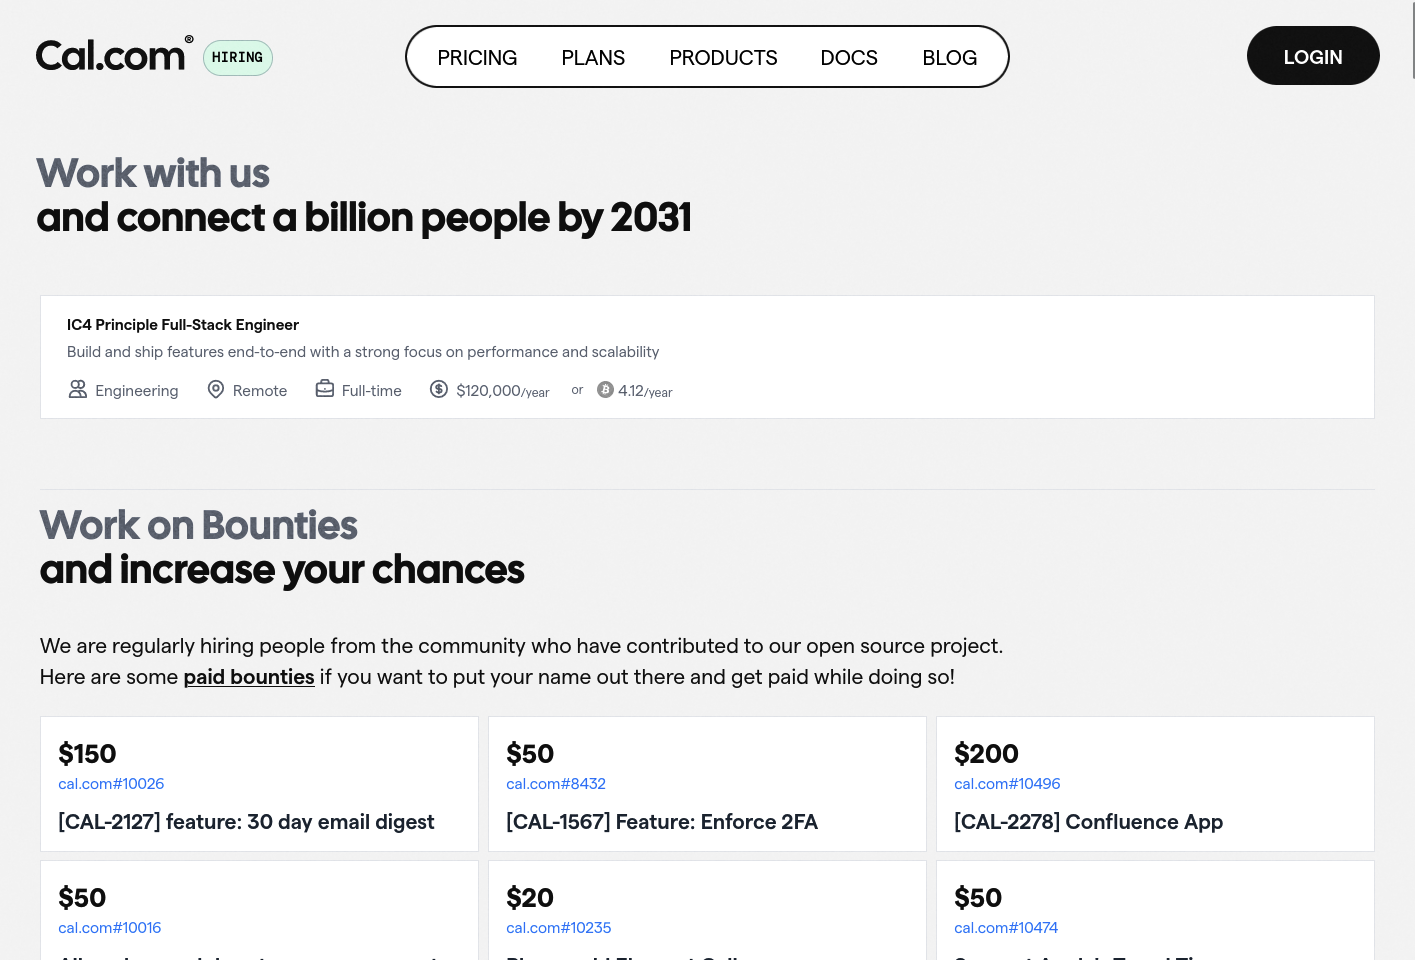 Cal.com®
HIRING
PRICING
PLANS
PRODUCTS
DOCS
BLOG
LOGIN
Work with us
and connect a billion people by 2031
IC4 Principle Full-Stack Engineer
Build and ship features end-to-end with a strong focus on performance and scalability
Engineering
Remote
Full-time
$120,000/year or 4.12/year
Work on Bounties
and increase your chances
We are regularly hiring people from the community who have contributed to our open source project.
Here are some paid bounties if you want to put your name out there and get paid while doing so!
$150
cal.com#10026
[CAL-2127] feature: 30 day email digest
$50
cal.com#8432
[CAL-1567] Feature: Enforce 2FA
$200
cal.com#10496
[CAL-2278] Confluence App
$50
cal.com#10016
$20
cal.com#10235
$50
cal.com#10474